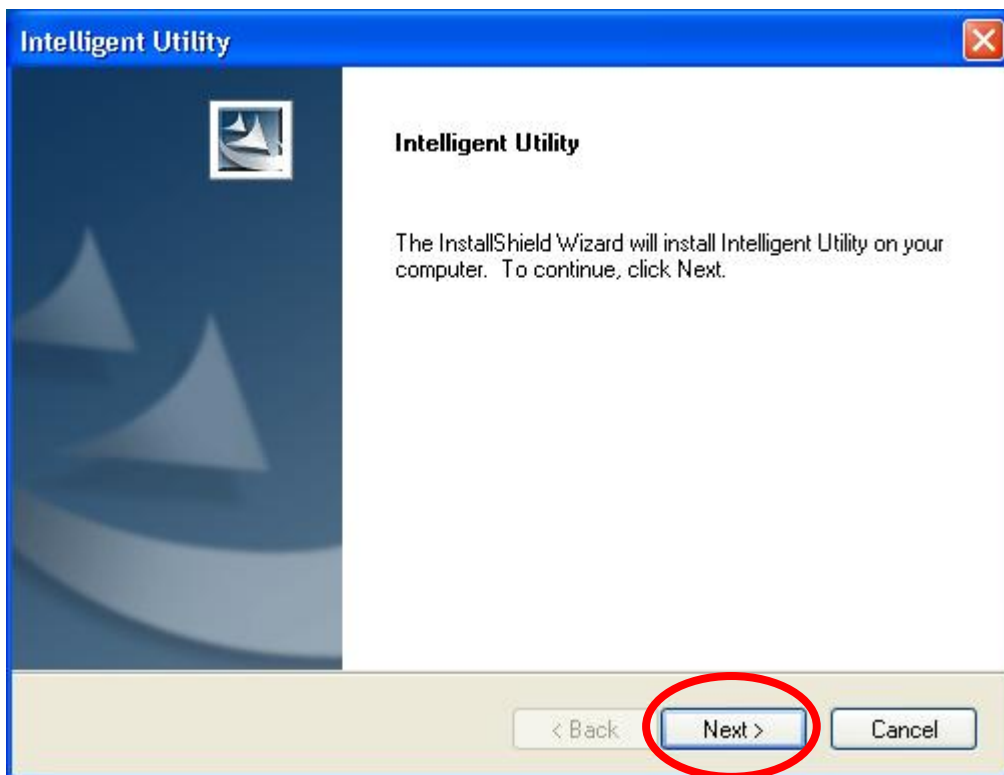 Intelligent Utility
Intelligent Utility
The InstallShield Wizard will install Intelligent Utility on your
computer. To continue, click Next.
< Back
Next >
Cancel